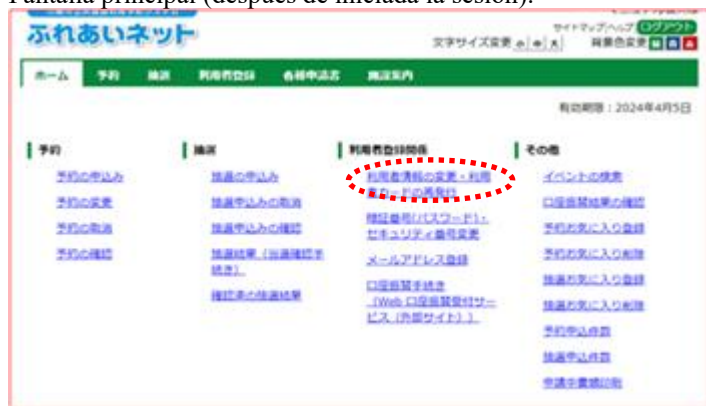 Pantalla principal (después de iniciada la sesión).
ふれあいネット
サイトマップ/ヘルプ ログアウト
文字サイズ変更 小 中 大 背景色変更
ホーム 予約 抽選 利用者登録 各種申請書 施設案内
有効期限：2024年4月5日
予約
予約の申込み
予約の変更
予約の取消
予約の確認
抽選
抽選の申込み
抽選申込みの取消
抽選申込みの確認
抽選結果（当選確認手
続き）
確認済の抽選結果
利用者登録関係
利用者情報の変更・利用
者カードの再発行
暗証番号(パスワード)・
セキュリティ番号変更
メールアドレス登録
口座振替手続き
（Web 口座振替受付サー
ビス（外部サイト））
その他
イベントの検索
口座振替結果の確認
予約お気に入り登録
予約お気に入り削除
抽選お気に入り登録
抽選お気に入り削除
予約申込件数
抽選申込件数
申請中書類印刷